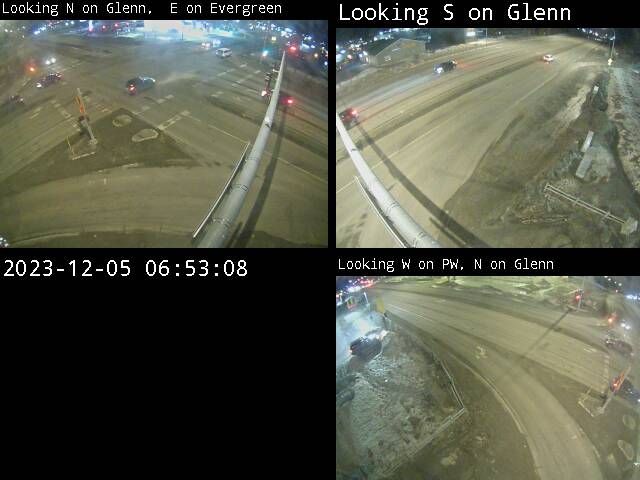 Looking N on Glenn,  E on Evergreen
Looking S on Glenn
2023-12-05 06:53:08
Looking W on PW, N on Glenn